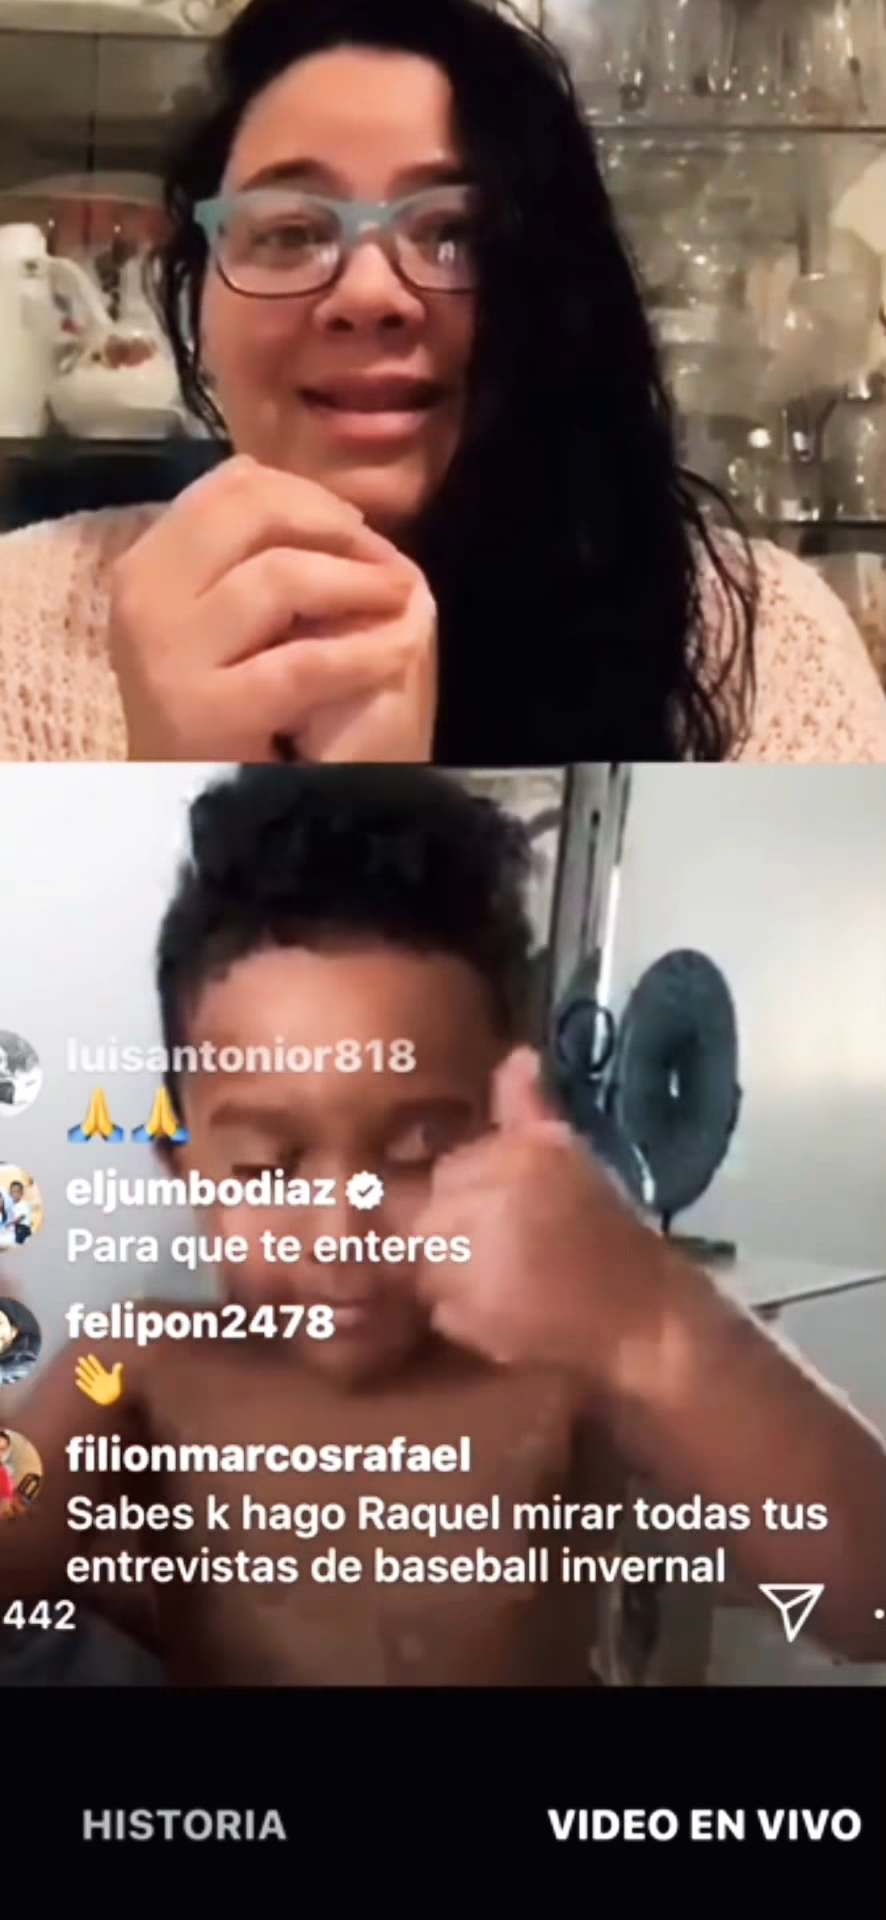 luisantonior818
🙏🙏
eljumbodiaz
Para que te enteres
felipon2478
👋
filionmarcosrafael
Sabes k hago Raquel mirar todas tus
entrevistas de baseball invernal
442
HISTORIA
VIDEO EN VIVO